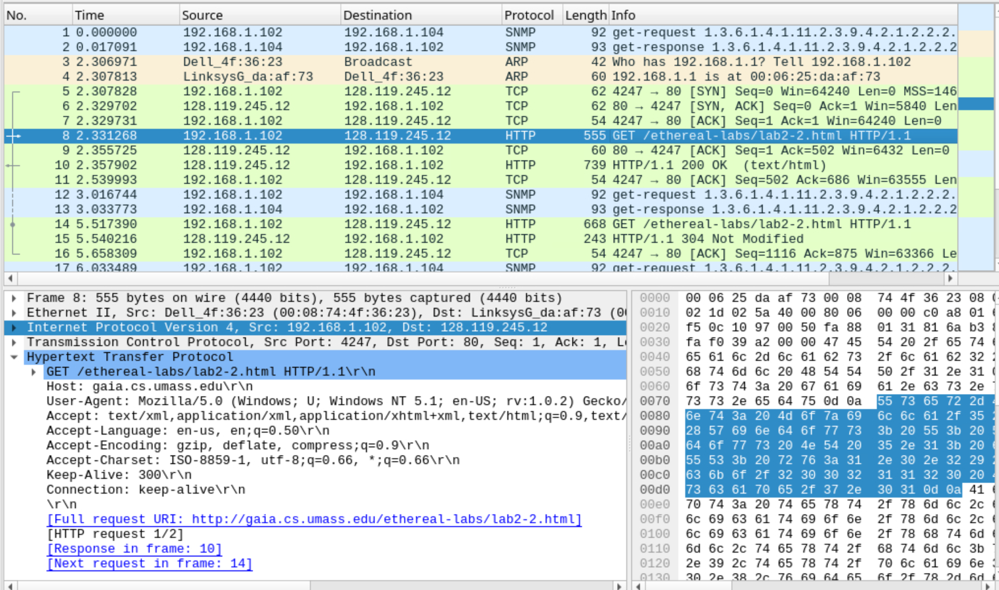 No. Time Source Destination Protocol Length Info
1 0.000000 192.168.1.102 192.168.1.104 SNMP 92 get-request 1.3.6.1.4.1.11.2.3.9.4.2.1.2.2.2.
2 0.017091 192.168.1.104 192.168.1.102 SNMP 93 get-response 1.3.6.1.4.1.11.2.3.9.4.2.1.2.2.2
3 2.306971 Dell_4f:36:23 Broadcast ARP 42 Who has 192.168.1.1? Tell 192.168.1.102
4 2.307813 LinksysG_da:af:73 Dell_4f:36:23 ARP 60 192.168.1.1 is at 00:06:25:da:af:73
5 2.307828 192.168.1.102 128.119.245.12 TCP 62 4247 → 80 [SYN] Seq=0 Win=64240 Len=0 MSS=146
6 2.329702 128.119.245.12 192.168.1.102 TCP 62 80 → 4247 [SYN, ACK] Seq=0 Ack=1 Win=5840 Len
7 2.329731 192.168.1.102 128.119.245.12 TCP 54 4247 → 80 [ACK] Seq=1 Ack=1 Win=64240 Len=0
8 2.331268 192.168.1.102 128.119.245.12 HTTP 555 GET /ethereal-labs/lab2-2.html HTTP/1.1
9 2.355725 128.119.245.12 192.168.1.102 TCP 60 80 → 4247 [ACK] Seq=1 Ack=502 Win=6432 Len=0
10 2.357902 128.119.245.12 192.168.1.102 HTTP 739 HTTP/1.1 200 OK (text/html)
11 2.539993 192.168.1.102 128.119.245.12 TCP 54 4247 → 80 [ACK] Seq=502 Ack=686 Win=63555 Len
12 3.016744 192.168.1.102 192.168.1.104 SNMP 92 get-request 1.3.6.1.4.1.11.2.3.9.4.2.1.2.2.2.
13 3.033773 192.168.1.104 192.168.1.102 SNMP 93 get-response 1.3.6.1.4.1.11.2.3.9.4.2.1.2.2.2
14 5.517390 192.168.1.102 128.119.245.12 HTTP 668 GET /ethereal-labs/lab2-2.html HTTP/1.1
15 5.540216 128.119.245.12 192.168.1.102 HTTP 243 HTTP/1.1 304 Not Modified
16 5.658309 192.168.1.102 128.119.245.12 TCP 54 4247 → 80 [ACK] Seq=1116 Ack=875 Win=63366 Le
17 6.033489 192.168.1.102 192.168.1.104 SNMP 92 get-request 1.3.6.1.4.1.11.2.3.9.4.2.1.2.2.2.
Frame 8: 555 bytes on wire (4440 bits), 555 bytes captured (4440 bits)
Ethernet II, Src: Dell_4f:36:23 (00:08:74:4f:36:23), Dst: LinksysG_da:af:73 (0
Internet Protocol Version 4, Src: 192.168.1.102, Dst: 128.119.245.12
Transmission Control Protocol, Src Port: 4247, Dst Port: 80, Seq: 1, Ack: 1, L
Hypertext Transfer Protocol
GET /ethereal-labs/lab2-2.html HTTP/1.1\r\n
Host: gaia.cs.umass.edu\r\n
User-Agent: Mozilla/5.0 (Windows; U; Windows NT 5.1; en-US; rv:1.0.2) Gecko/
Accept: text/xml,application/xml,application/xhtml+xml,text/html;q=0.9,text/
Accept-Language: en-us, en;q=0.50\r\n
Accept-Encoding: gzip, deflate, compress;q=0.9\r\n
Accept-Charset: ISO-8859-1, utf-8;q=0.66, *;q=0.66\r\n
Keep-Alive: 300\r\n
Connection: keep-alive\r\n
\r\n
[Full request URI: http://gaia.cs.umass.edu/ethereal-labs/lab2-2.html]
[HTTP request 1/2]
[Response in frame: 10]
[Next request in frame: 14]
0000 00 06 25 da af 73 00 08 74 4f 36 23 08
0010 02 1d 02 5a 40 00 80 06 00 00 c0 a8 01
0020 f5 0c 10 97 00 50 fa 88 01 31 81 6a b3
0030 fa f0 39 a2 00 00 47 45 54 20 2f 65 74
0040 65 61 6c 2d 6c 61 62 73 2f 6c 61 62 32
0050 68 74 6d 6c 20 48 54 54 50 2f 31 2e 31
0060 6f 73 74 3a 20 67 61 69 61 2e 63 73 2e
0070 73 73 2e 65 64 75 0d 0a 55 73 65 72 2d
0080 6e 74 3a 20 4d 6f 7a 69 6c 6c 61 2f 35
0090 28 57 69 6e 64 6f 77 73 3b 20 55 3b 20
00a0 64 6f 77 73 20 4e 54 20 35 2e 31 3b 20
00b0 55 53 3b 20 72 76 3a 31 2e 30 2e 32 29
00c0 63 6b 6f 2f 32 30 30 32 31 31 32 30 20
00d0 73 63 61 70 65 2f 37 2e 30 31 0d 0a 41
00e0 70 74 3a 20 74 65 78 74 2f 78 6d 6c 2c
00f0 6c 69 63 61 74 69 6f 6e 2f 78 6d 6c 2c
0100 6c 69 63 61 74 69 6f 6e 2f 78 68 74 6d
0110 6d 6c 2c 74 65 78 74 2f 68 74 6d 6c 3b
0120 2e 39 2c 74 65 78 74 2f 70 6c 61 69 6e
0130 30 2e 38 2c 76 69 64 65 6f 2f 78 2d 6d